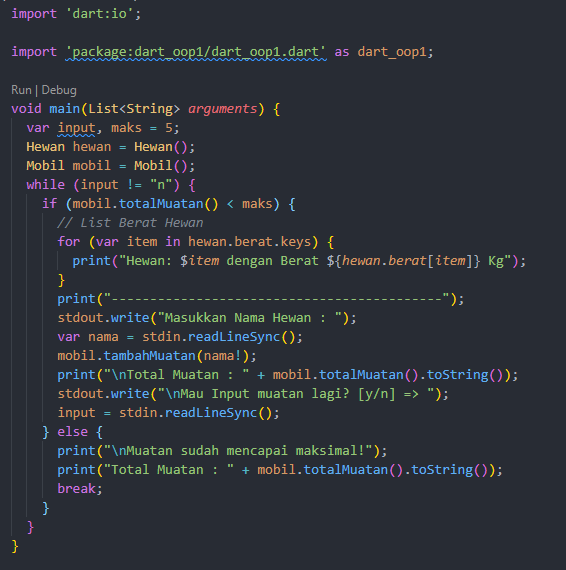 import 'dart:io';
import 'package:dart_oop1/dart_oop1.dart' as dart_oop1;
Run | Debug
void main(List<String> arguments) {
  var input, maks = 5;
  Hewan hewan = Hewan();
  Mobil mobil = Mobil();
  while (input != "n") {
    if (mobil.totalMuatan() < maks) {
      // List Berat Hewan
      for (var item in hewan.berat.keys) {
        print("Hewan: $item dengan Berat ${hewan.berat[item]} Kg");
      }
      print("-------------------------------------------");
      stdout.write("Masukkan Nama Hewan : ");
      var nama = stdin.readLineSync();
      mobil.tambahMuatan(nama!);
      print("\nTotal Muatan : " + mobil.totalMuatan().toString());
      stdout.write("\nMau Input muatan lagi? [y/n] => ");
      input = stdin.readLineSync();
    } else {
      print("\nMuatan sudah mencapai maksimal!");
      print("Total Muatan : " + mobil.totalMuatan().toString());
      break;
    }
  }
}